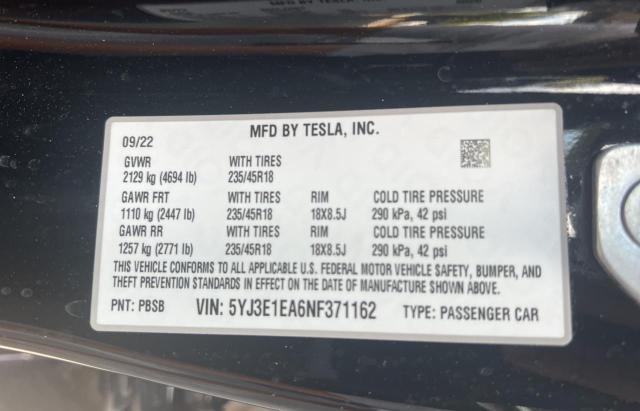 MFD BY TESLA, INC.
09/22
GVWR WITH TIRES
2129 kg (4694 lb) 235/45R18
GAWR FRT WITH TIRES RIM COLD TIRE PRESSURE
1110 kg (2447 lb) 235/45R18 18X8.5J 290 kPa, 42 psi
GAWR RR WITH TIRES RIM COLD TIRE PRESSURE
1257 kg (2771 lb) 235/45R18 18X8.5J 290 kPa, 42 psi
THIS VEHICLE CONFORMS TO ALL APPLICABLE U.S. FEDERAL MOTOR VEHICLE SAFETY, BUMPER, AND
THEFT PREVENTION STANDARDS IN EFFECT ON THE DATE OF MANUFACTURE SHOWN ABOVE.
PNT: PBSB VIN: 5YJ3E1EA6NF371162 TYPE: PASSENGER CAR